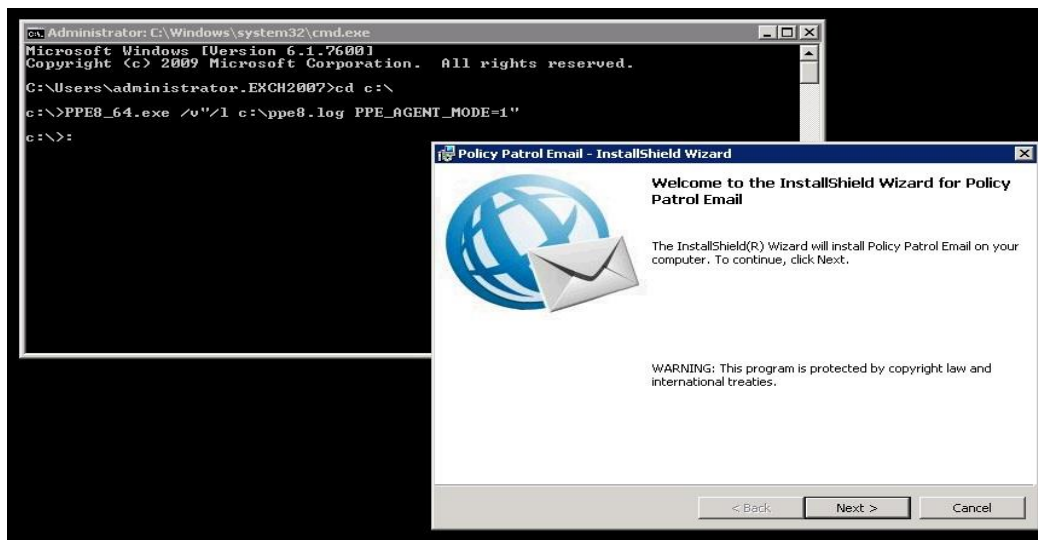 Administrator: C:\Windows\system32\cmd.exe
Microsoft Windows [Version 6.1.7600]
Copyright (c) 2009 Microsoft Corporation. All rights reserved.
C:\Users\administrator.EXCH2007>cd c:\
c:\>PPE8_64.exe /v"/l c:\ppe8.log PPE_AGENT_MODE=1"
c:\>:
Policy Patrol Email - InstallShield Wizard
Welcome to the InstallShield Wizard for Policy
Patrol Email
The InstallShield(R) Wizard will install Policy Patrol Email on your
computer. To continue, click Next.
WARNING: This program is protected by copyright law and
international treaties.
< Back
Next >
Cancel